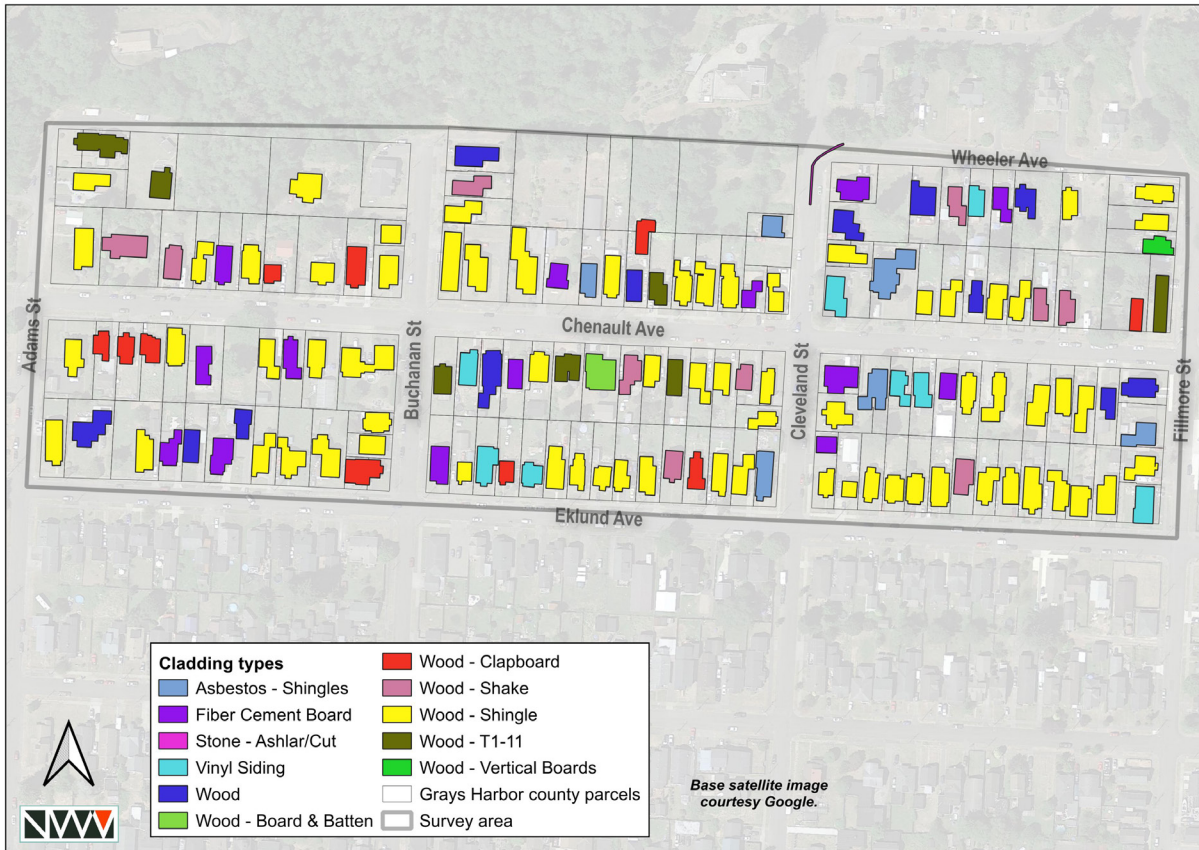 Wheeler Ave
Chenault Ave
Adams St
Buchanan St
Cleveland St
Fillmore St
Eklund Ave
Cladding types
Asbestos - Shingles
Fiber Cement Board
Stone - Ashlar/Cut
Vinyl Siding
Wood
Wood - Board & Batten
Wood - Clapboard
Wood - Shake
Wood - Shingle
Wood - T1-11
Wood - Vertical Boards
Grays Harbor county parcels
Survey area
Base satellite image
courtesy Google.
NWV